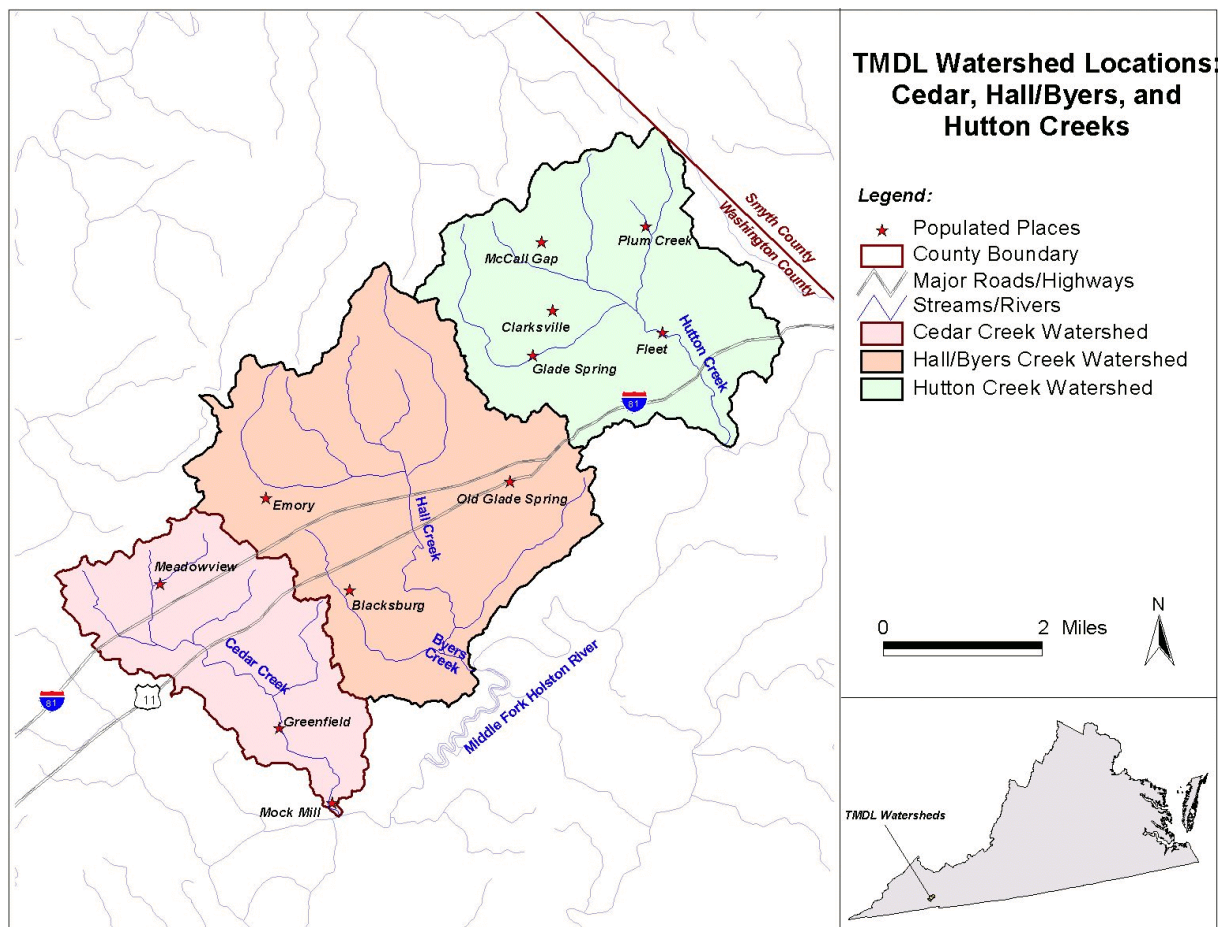 TMDL Watershed Locations:
Cedar, Hall/Byers, and
Hutton Creeks
Legend:
Populated Places
County Boundary
Major Roads/Highways
Streams/Rivers
Cedar Creek Watershed
Hall/Byers Creek Watershed
Hutton Creek Watershed
Smyth County
Washington County
Plum Creek
McCall Gap
Clarksville
Fleet
Hutton Creek
Glade Spring
81
Old Glade Spring
Emory
Hall Creek
Meadowview
Blacksburg
Byers
Creek
Cedar Creek
Middle Fork Holston River
81
11
Greenfield
Mock Mill
0 2 Miles
N
TMDL Watersheds